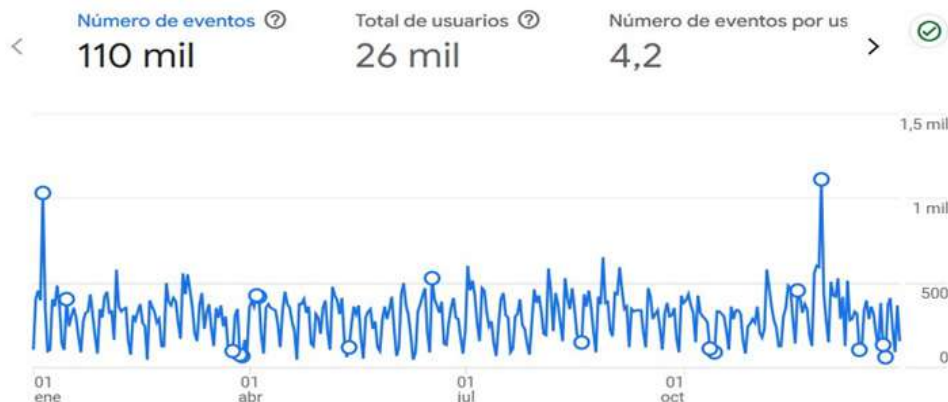 Número de eventos
Total de usuarios
Número de eventos por us
110 mil
26 mil
4,2
1,5 mil
1 mil
500
0
01 ene
01 abr
01 jul
01 oct